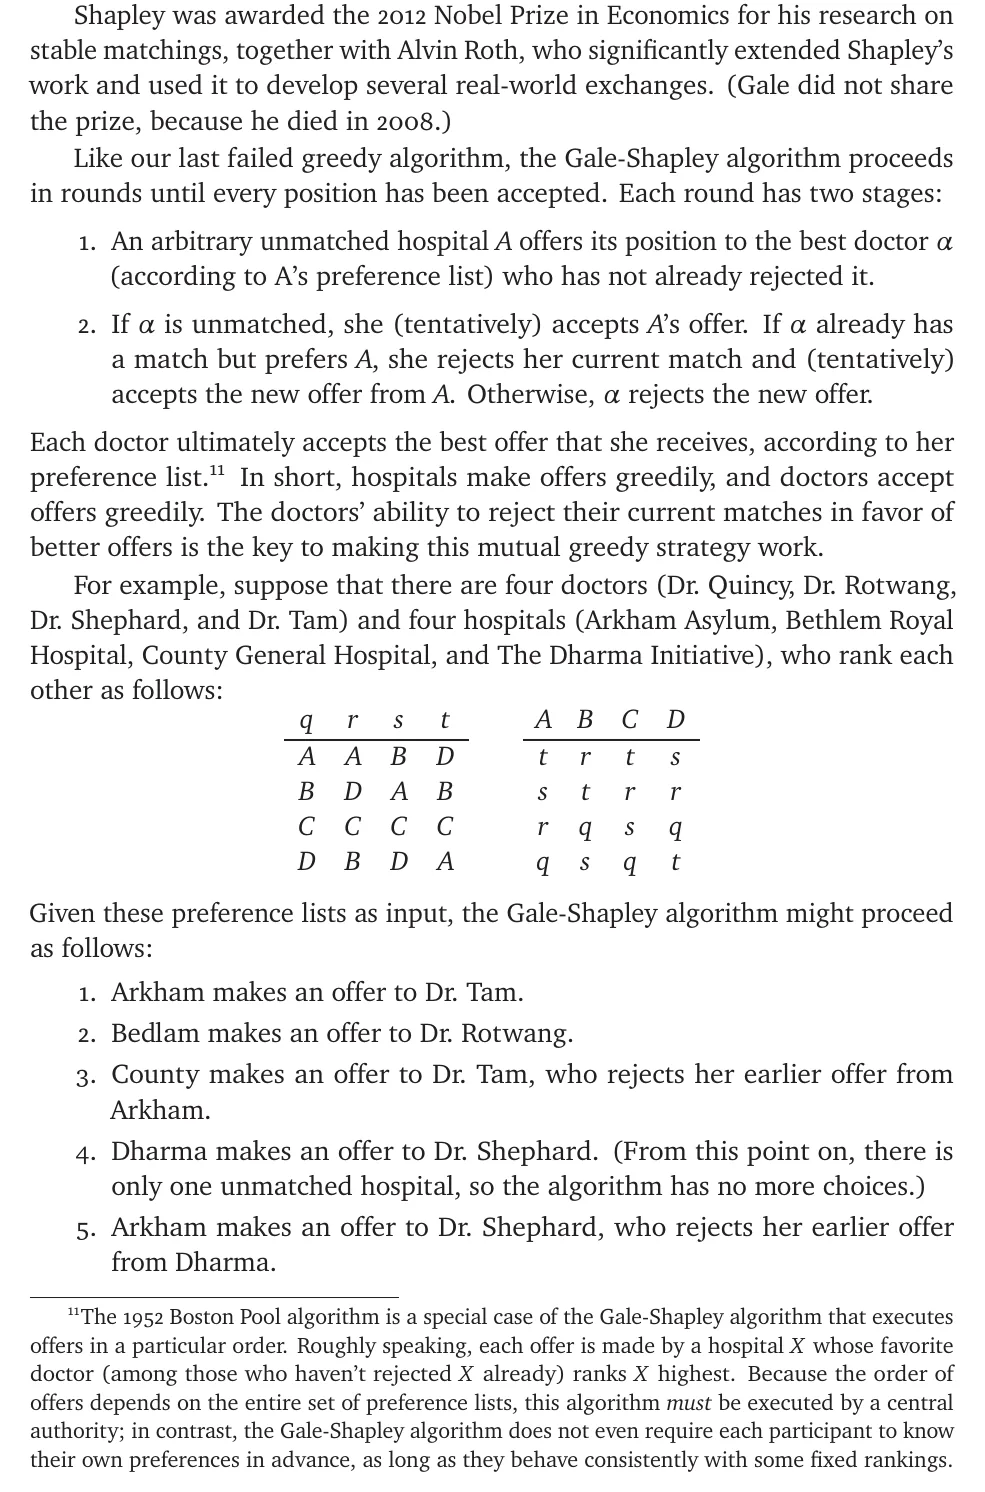 Shapley was awarded the 2012 Nobel Prize in Economics for his research on
stable matchings, together with Alvin Roth, who significantly extended Shapley’s
work and used it to develop several real-world exchanges. (Gale did not share
the prize, because he died in 2008.)
Like our last failed greedy algorithm, the Gale-Shapley algorithm proceeds
in rounds until every position has been accepted. Each round has two stages:
1. An arbitrary unmatched hospital A offers its position to the best doctor α
(according to A’s preference list) who has not already rejected it.
2. If α is unmatched, she (tentatively) accepts A’s offer. If α already has
a match but prefers A, she rejects her current match and (tentatively)
accepts the new offer from A. Otherwise, α rejects the new offer.
Each doctor ultimately accepts the best offer that she receives, according to her
preference list.¹¹ In short, hospitals make offers greedily, and doctors accept
offers greedily. The doctors’ ability to reject their current matches in favor of
better offers is the key to making this mutual greedy strategy work.
For example, suppose that there are four doctors (Dr. Quincy, Dr. Rotwang,
Dr. Shephard, and Dr. Tam) and four hospitals (Arkham Asylum, Bethlem Royal
Hospital, County General Hospital, and The Dharma Initiative), who rank each
other as follows:
q r s t A B C D
A A B D t r t s
B D A B s t r r
C C C C r q s q
D B D A q s q t
Given these preference lists as input, the Gale-Shapley algorithm might proceed
as follows:
1. Arkham makes an offer to Dr. Tam.
2. Bedlam makes an offer to Dr. Rotwang.
3. County makes an offer to Dr. Tam, who rejects her earlier offer from
Arkham.
4. Dharma makes an offer to Dr. Shephard. (From this point on, there is
only one unmatched hospital, so the algorithm has no more choices.)
5. Arkham makes an offer to Dr. Shephard, who rejects her earlier offer
from Dharma.
¹¹The 1952 Boston Pool algorithm is a special case of the Gale-Shapley algorithm that executes
offers in a particular order. Roughly speaking, each offer is made by a hospital X whose favorite
doctor (among those who haven’t rejected X already) ranks X highest. Because the order of
offers depends on the entire set of preference lists, this algorithm must be executed by a central
authority; in contrast, the Gale-Shapley algorithm does not even require each participant to know
their own preferences in advance, as long as they behave consistently with some fixed rankings.